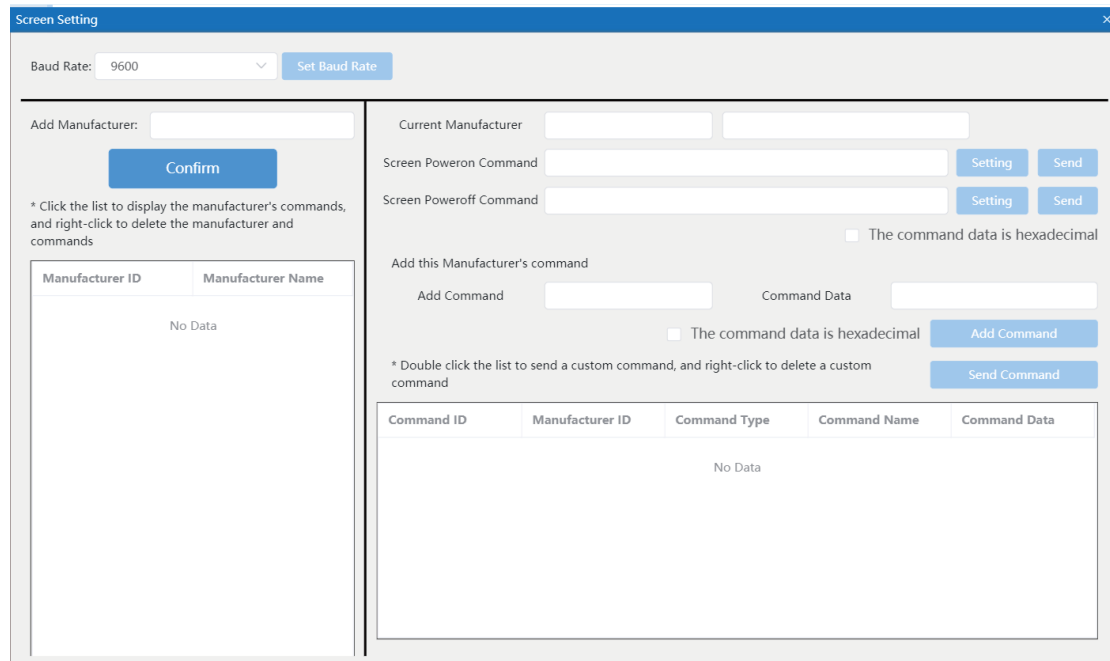 Screen Setting
Baud Rate: 9600 Set Baud Rate
Add Manufacturer:
Confirm
* Click the list to display the manufacturer's commands,
and right-click to delete the manufacturer and
commands
Manufacturer ID Manufacturer Name
No Data
Current Manufacturer
Screen Poweron Command Setting Send
Screen Poweroff Command Setting Send
The command data is hexadecimal
Add this Manufacturer's command
Add Command Command Data
The command data is hexadecimal Add Command
* Double click the list to send a custom command, and right-click to delete a custom
command
Send Command
Command ID Manufacturer ID Command Type Command Name Command Data
No Data